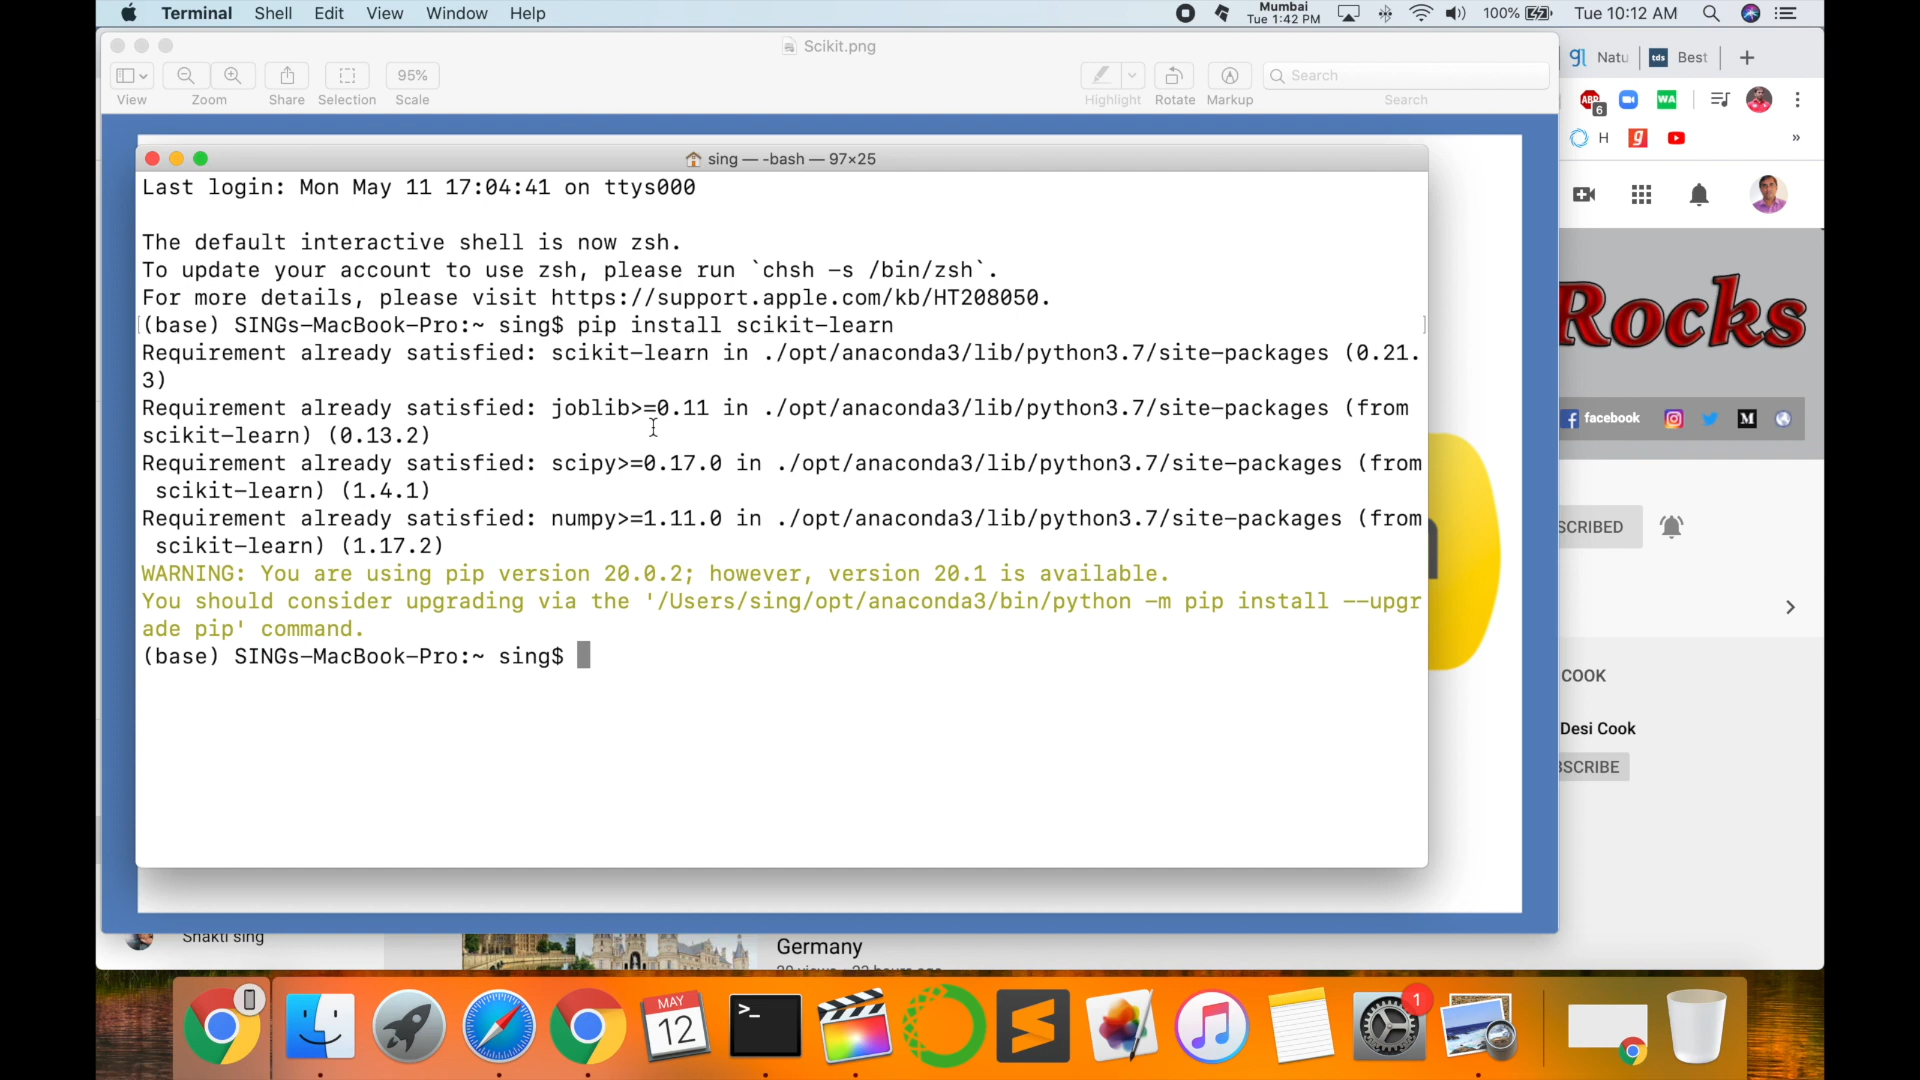 Terminal Shell Edit View Window Help
Mumbai
Tue 1:42 PM
100%
Tue 10:12 AM
Scikit.png
95%
Search
View Zoom Share Selection Scale
Highlight Rotate Markup Search
Natu
tds Best
ABP
6
WA
H
sing — -bash — 97×25
Last login: Mon May 11 17:04:41 on ttys000
The default interactive shell is now zsh.
To update your account to use zsh, please run `chsh -s /bin/zsh`.
For more details, please visit https://support.apple.com/kb/HT208050.
(base) SINGs-MacBook-Pro:~ sing$ pip install scikit-learn
Requirement already satisfied: scikit-learn in ./opt/anaconda3/lib/python3.7/site-packages (0.21.
3)
Requirement already satisfied: joblib>=0.11 in ./opt/anaconda3/lib/python3.7/site-packages (from
scikit-learn) (0.13.2)
Requirement already satisfied: scipy>=0.17.0 in ./opt/anaconda3/lib/python3.7/site-packages (from
scikit-learn) (1.4.1)
Requirement already satisfied: numpy>=1.11.0 in ./opt/anaconda3/lib/python3.7/site-packages (from
scikit-learn) (1.17.2)
WARNING: You are using pip version 20.0.2; however, version 20.1 is available.
You should consider upgrading via the '/Users/sing/opt/anaconda3/bin/python -m pip install --upgr
ade pip' command.
(base) SINGs-MacBook-Pro:~ sing$
Rocks
facebook
SCRIBED
COOK
Desi Cook
BSCRIBE
Shakti sing
Germany
MAY
12
1